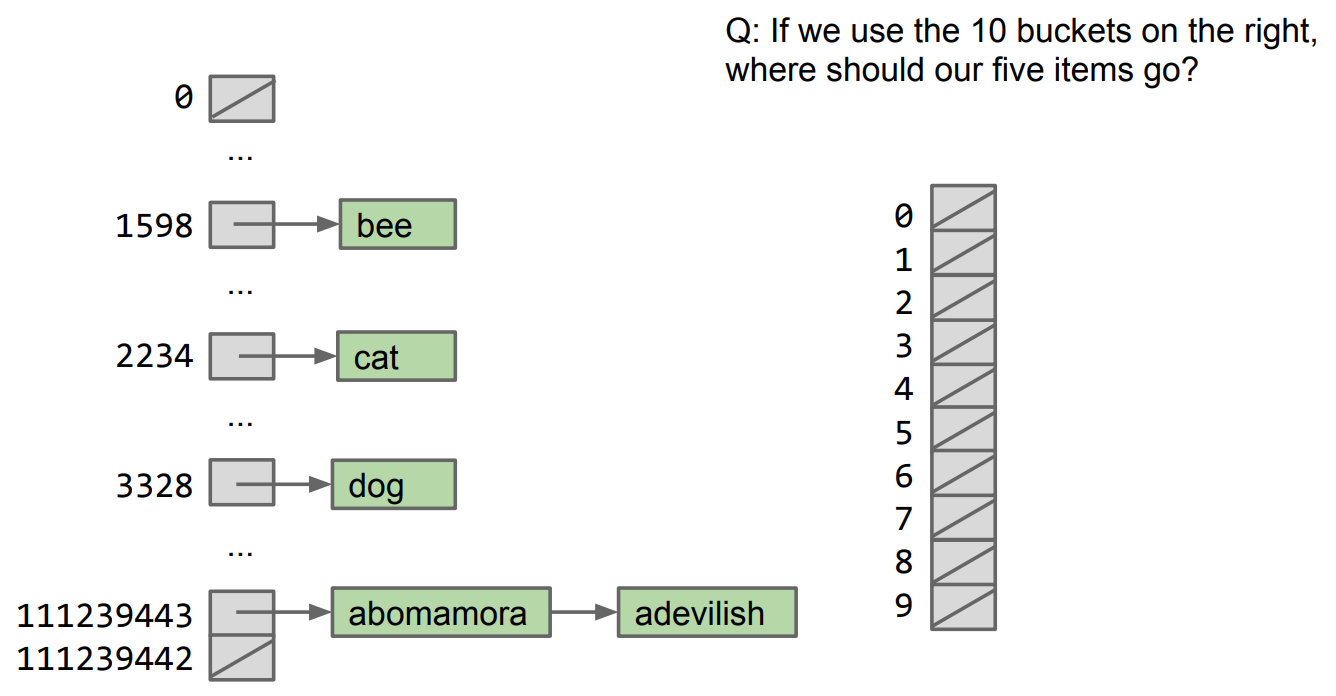 Q: If we use the 10 buckets on the right,
where should our five items go?
0
...
1598 bee
...
2234 cat
...
3328 dog
...
111239443 abomamora adevilish
111239442
0
1
2
3
4
5
6
7
8
9